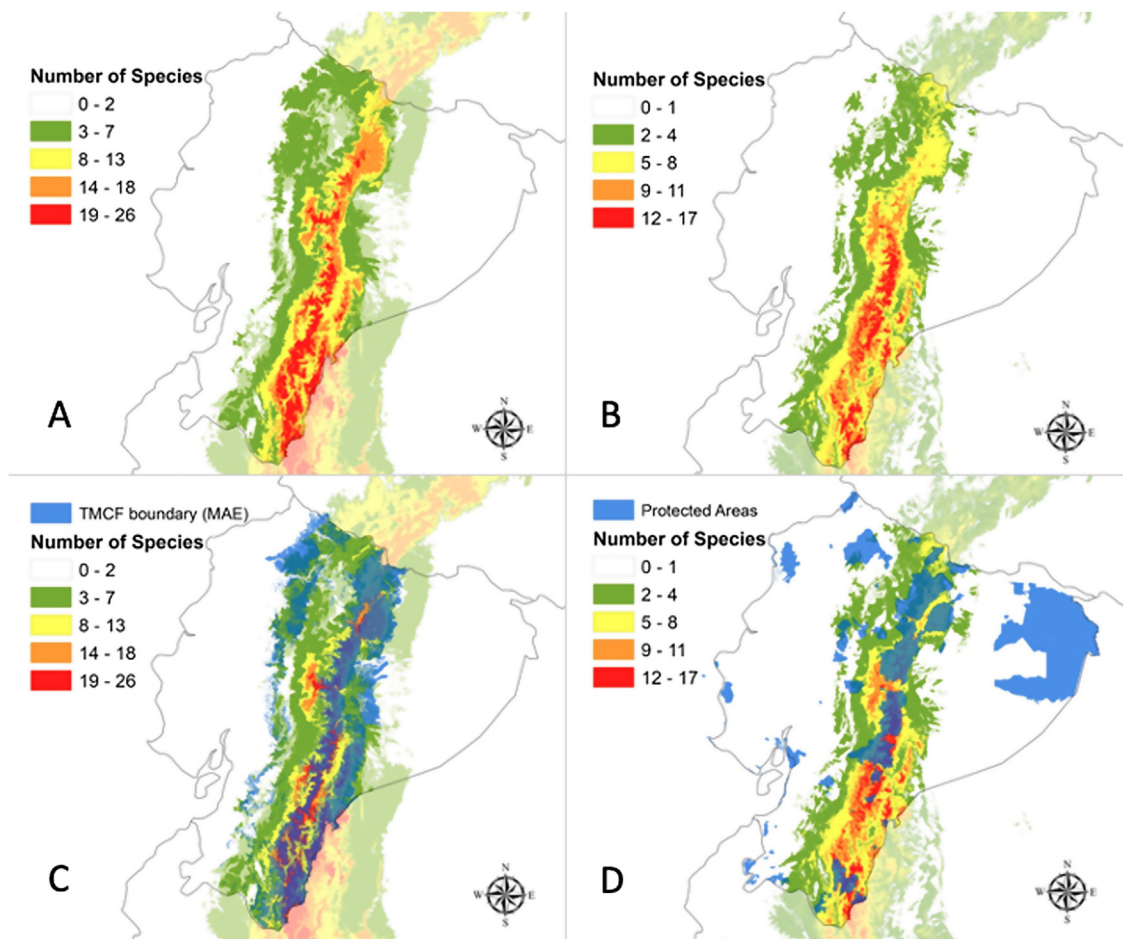 Number of Species
0 - 2
3 - 7
8 - 13
14 - 18
19 - 26
A
N
W E
S
Number of Species
0 - 1
2 - 4
5 - 8
9 - 11
12 - 17
B
N
W E
S
TMCF boundary (MAE)
Number of Species
0 - 2
3 - 7
8 - 13
14 - 18
19 - 26
C
N
W E
S
Protected Areas
Number of Species
0 - 1
2 - 4
5 - 8
9 - 11
12 - 17
D
N
W E
S